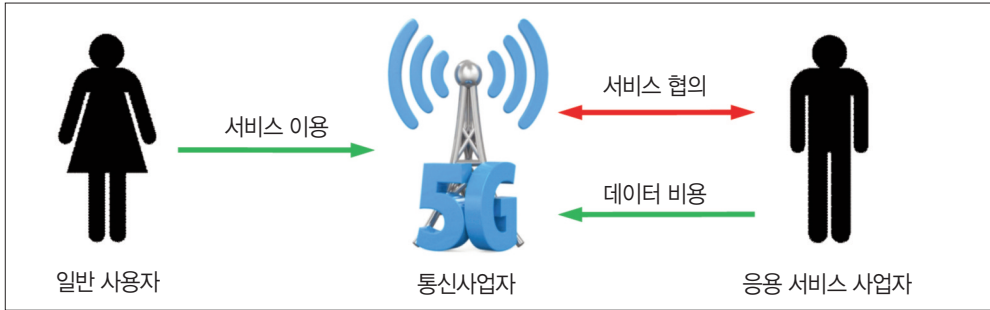 서비스 이용
5G
서비스 협의
데이터 비용
일반 사용자
통신사업자
응용 서비스 사업자